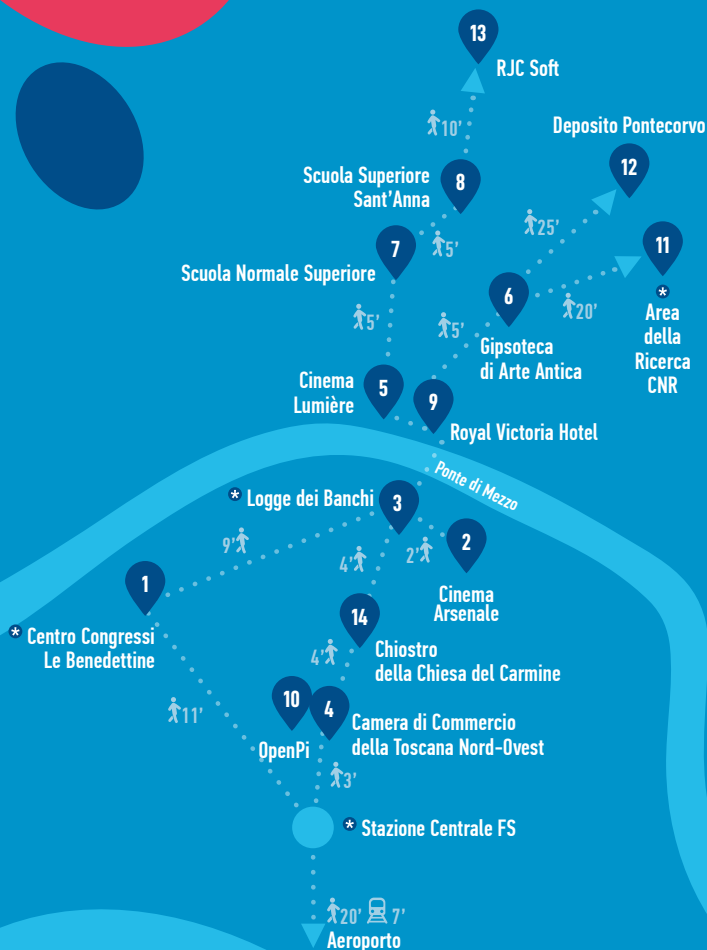 13
RJC Soft
10'
Deposito Pontecorvo
12
Scuola Superiore
Sant'Anna
8
25'
7
5'
11
Scuola Normale Superiore
*
Area
della
Ricerca
CNR
6
20'
5'
5'
Gipsoteca
di Arte Antica
Cinema
Lumière
5
9
Royal Victoria Hotel
Ponte di Mezzo
* Logge dei Banchi
3
9'
4'
2'
2
Cinema
Arsenale
1
* Centro Congressi
Le Benedettine
14
Chiostro
della Chiesa del Carmine
4'
10
OpenPi
4
Camera di Commercio
della Toscana Nord-Ovest
11'
3'
* Stazione Centrale FS
20' 7'
Aeroporto